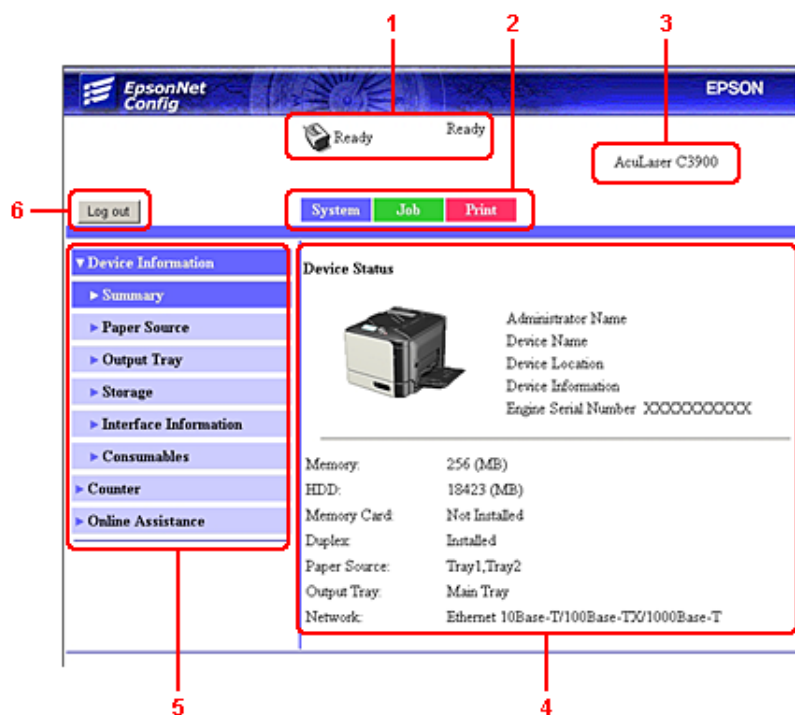 1 2 3
EpsonNet
Config
EPSON
Ready Ready
AcuLaser C3900
6
Log out
System Job Print
Device Information
Summary
Paper Source
Output Tray
Storage
Interface Information
Consumables
Counter
Online Assistance
Device Status
Administrator Name
Device Name
Device Location
Device Information
Engine Serial Number XXXXXXXXXXX
Memory: 256 (MB)
HDD: 18423 (MB)
Memory Card: Not Installed
Duplex: Installed
Paper Source: Tray1,Tray2
Output Tray: Main Tray
Network: Ethernet 10Base-T/100Base-TX/1000Base-T
5 4